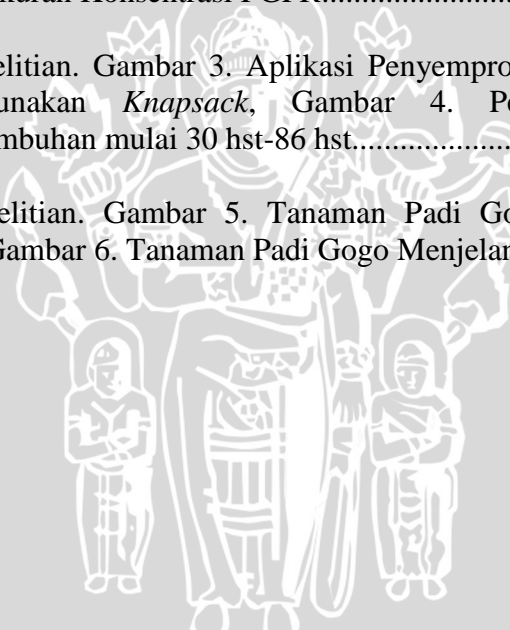 Konsentrasi PGPR
elitian. Gambar 3. Aplikasi Penyempro
unakan Knapsack, Gambar 4. Pe
mbuhan mulai 30 hst-86 hst....................
elitian. Gambar 5. Tanaman Padi Go
Gambar 6. Tanaman Padi Gogo Menjelan